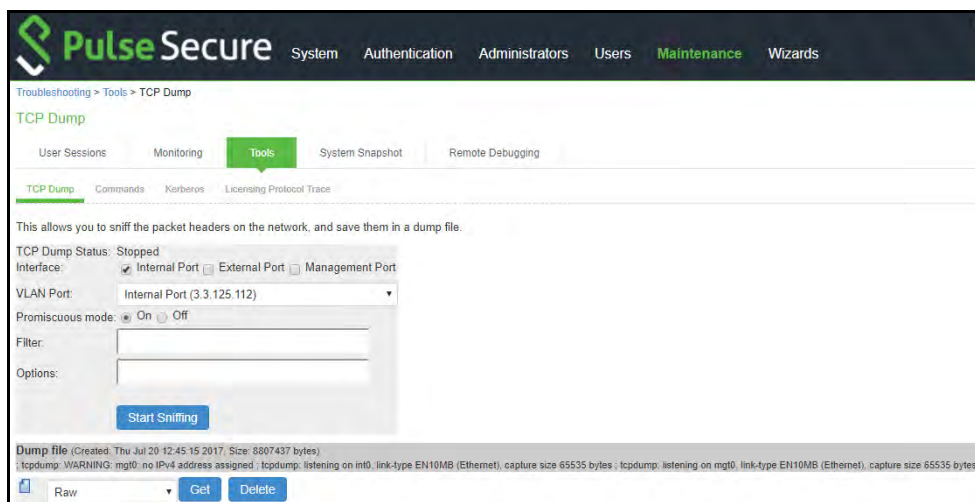 Pulse Secure System Authentication Administrators Users Maintenance Wizards
Troubleshooting > Tools > TCP Dump
TCP Dump
User Sessions Monitoring Tools System Snapshot Remote Debugging
TCP Dump Commands Kerberos Licensing Protocol Trace
This allows you to sniff the packet headers on the network, and save them in a dump file.
TCP Dump Status: Stopped
Interface: Internal Port External Port Management Port
VLAN Port: Internal Port (3.3.125.112)
Promiscuous mode: On Off
Filter:
Options:
Start Sniffing
Dump file (Created: Thu Jul 20 12:45:15 2017, Size: 8807437 bytes)
; tcpdump: WARNING: mgt0: no IPv4 address assigned ; tcpdump: listening on int0, link-type EN10MB (Ethernet), capture size 65535 bytes ; tcpdump: listening on mgt0, link-type EN10MB (Ethernet), capture size 65535 bytes
Raw Get Delete